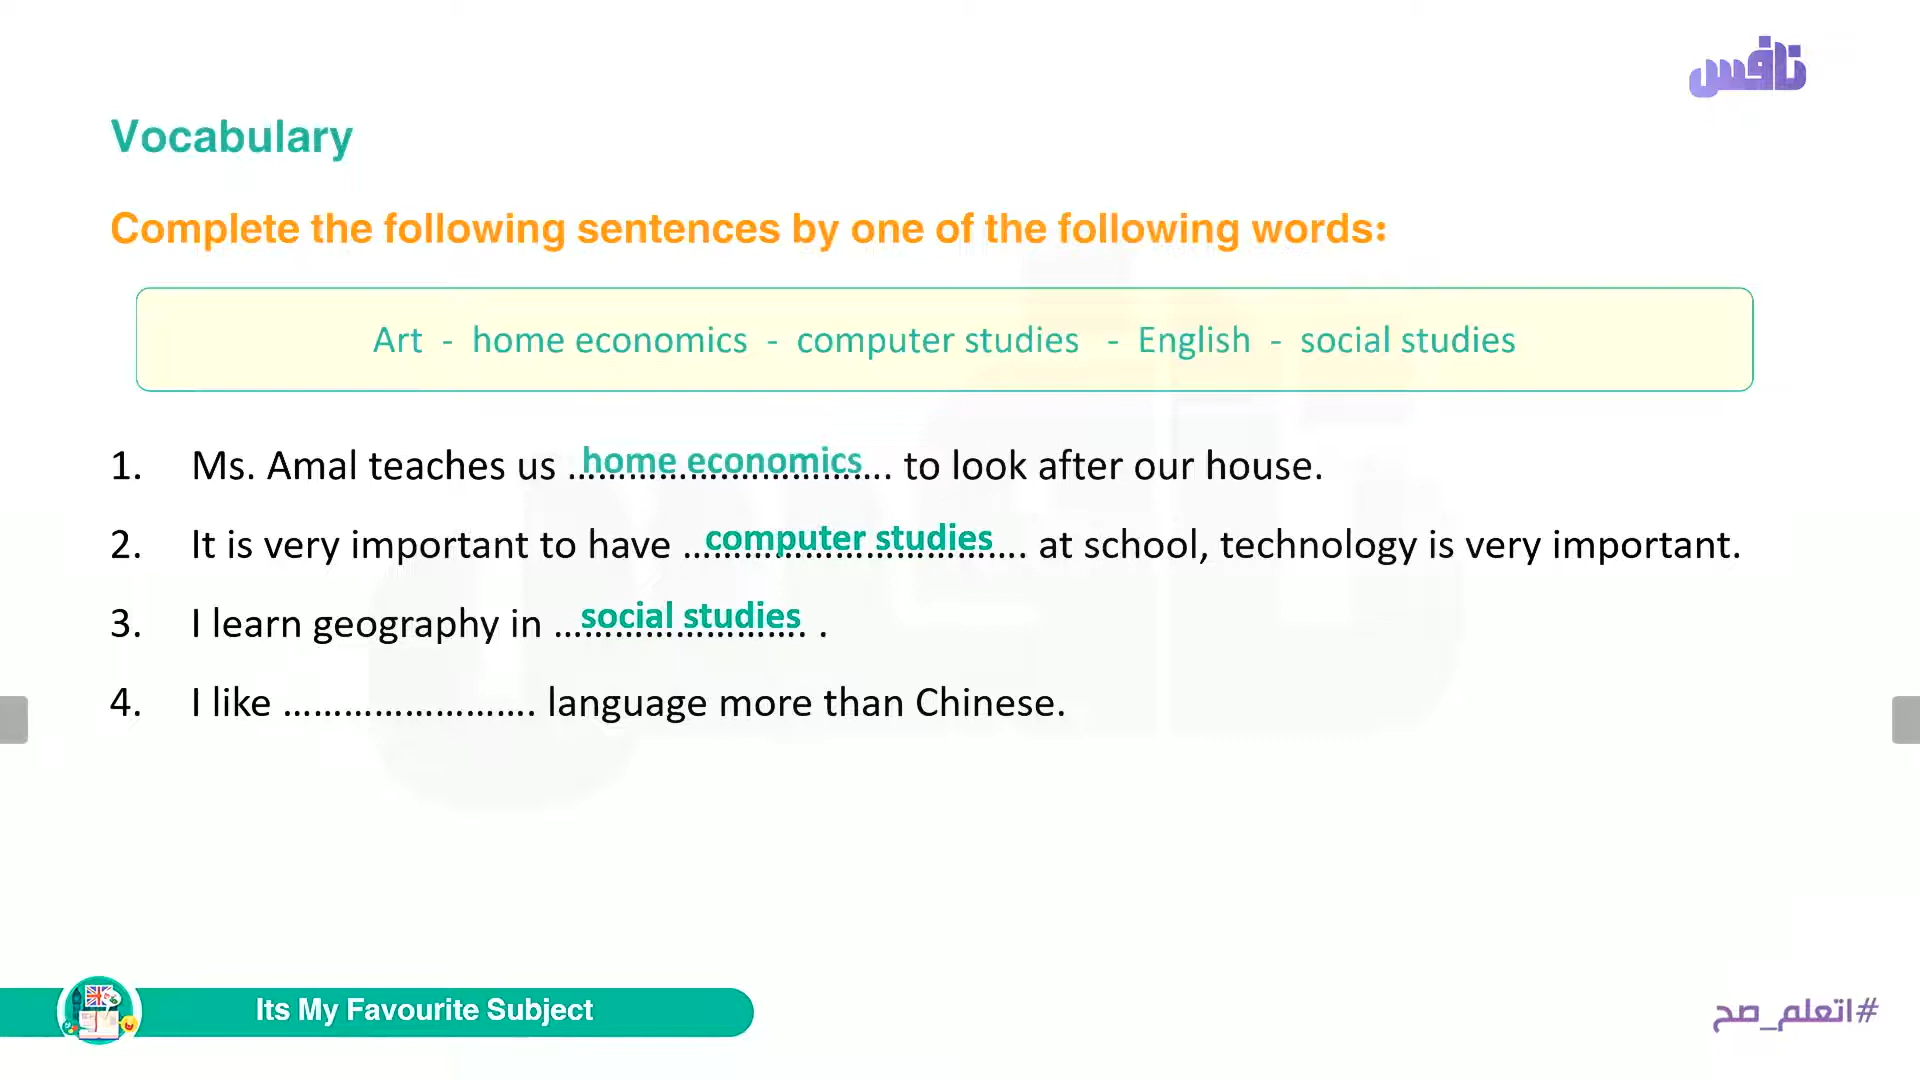 نافس
Vocabulary
Complete the following sentences by one of the following words:
Art - home economics - computer studies - English - social studies
1. Ms. Amal teaches us .home economics... to look after our house.
2. It is very important to have ...computer studies.... at school, technology is very important.
3. I learn geography in ...social studies. .
4. I like ……………………. language more than Chinese.
Its My Favourite Subject
#اتعلم_صح